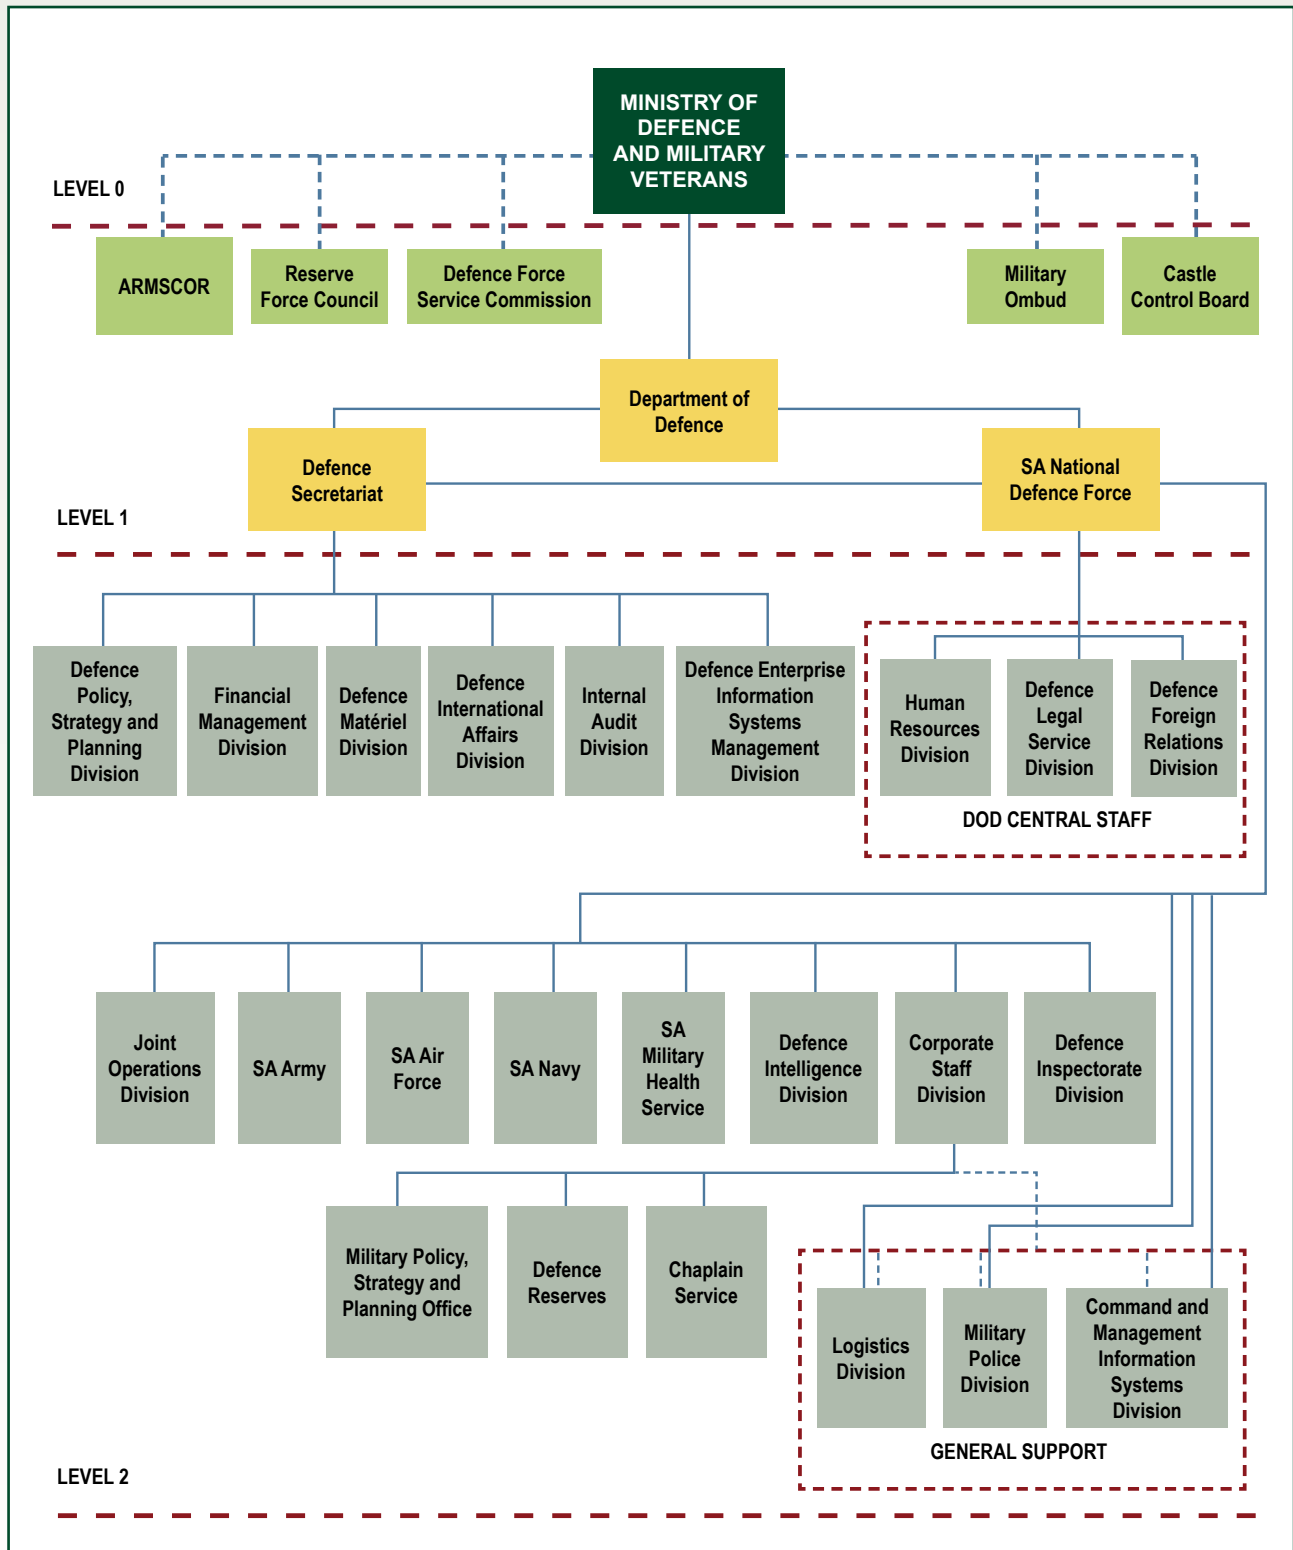 MINISTRY OF
DEFENCE
AND MILITARY
VETERANS
LEVEL 0
ARMSCOR
Reserve
Force Council
Defence Force
Service Commission
Military
Ombud
Castle
Control Board
Department of
Defence
Defence
Secretariat
SA National
Defence Force
LEVEL 1
Defence
Policy,
Strategy and
Planning
Division
Financial
Management
Division
Defence
Matériel
Division
Defence
International
Affairs
Division
Internal
Audit
Division
Defence Enterprise
Information
Systems
Management
Division
Human
Resources
Division
Defence
Legal
Service
Division
Defence
Foreign
Relations
Division
DOD CENTRAL STAFF
Joint
Operations
Division
SA Army
SA Air
Force
SA Navy
SA
Military
Health
Service
Defence
Intelligence
Division
Corporate
Staff
Division
Defence
Inspectorate
Division
Military Policy,
Strategy and
Planning Office
Defence
Reserves
Chaplain
Service
Logistics
Division
Military
Police
Division
Command and
Management
Information
Systems
Division
GENERAL SUPPORT
LEVEL 2